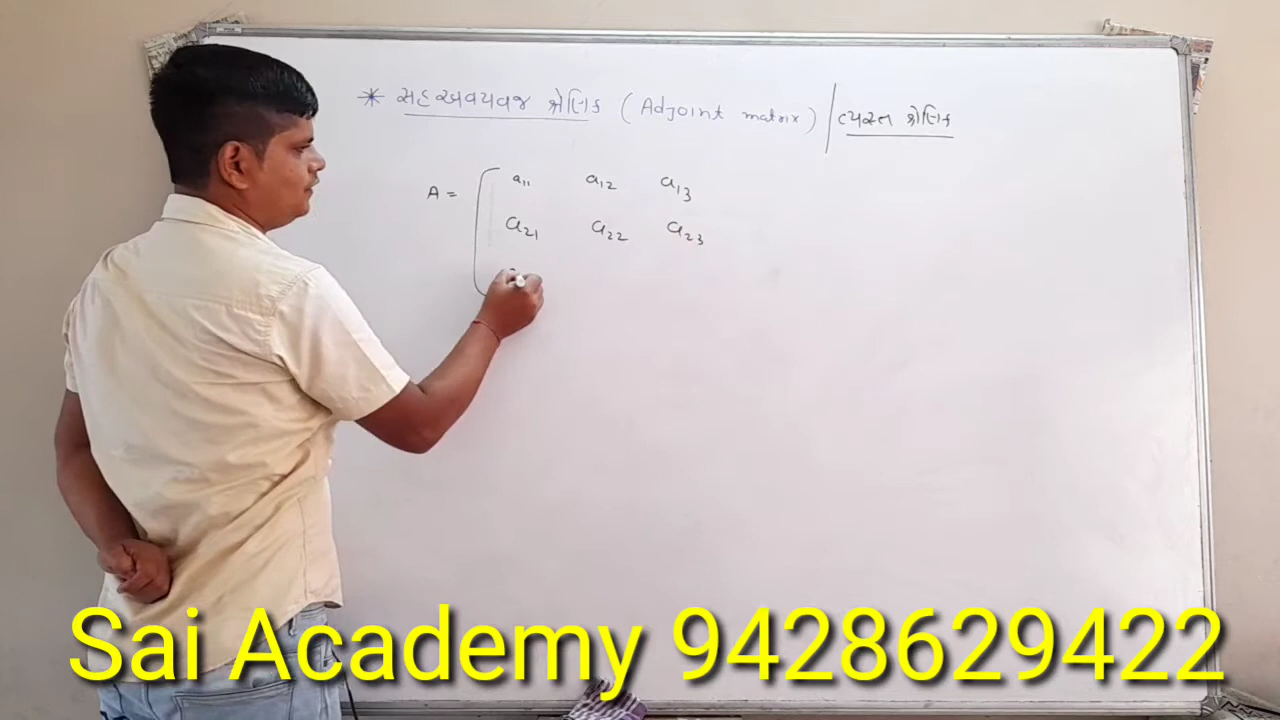 * સહઅવયવજ શ્રેણિક (Adjoint matrix) / વ્યસ્ત શ્રેણિક
A = a₁₁ a₁₂ a₁₃
a₂₁ a₂₂ a₂₃
Sai Academy 9428629422